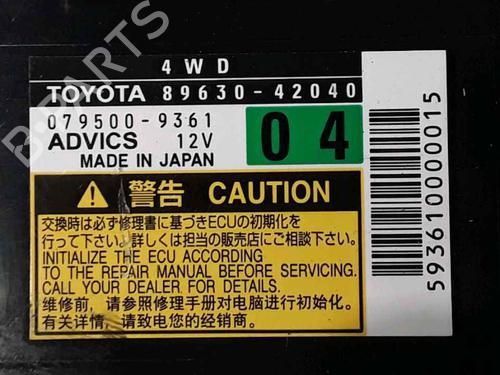 4WD
TOYOTA 89630-42040
079500-9361
ADVICS 12V
MADE IN JAPAN
04
警告 CAUTION
交換時は必ず修理書に基づきECUの初期化を
行って下さい。詳しくは担当の販売店にご相談下さい。
INITIALIZE THE ECU ACCORDING
TO THE REPAIR MANUAL BEFORE SERVICING.
CALL YOUR DEALER FOR DETAILS.
维修前，请参照修理手册对电脑进行初始化。
有关详情，请致电您的经销商。
5936100000015
B-PARTS